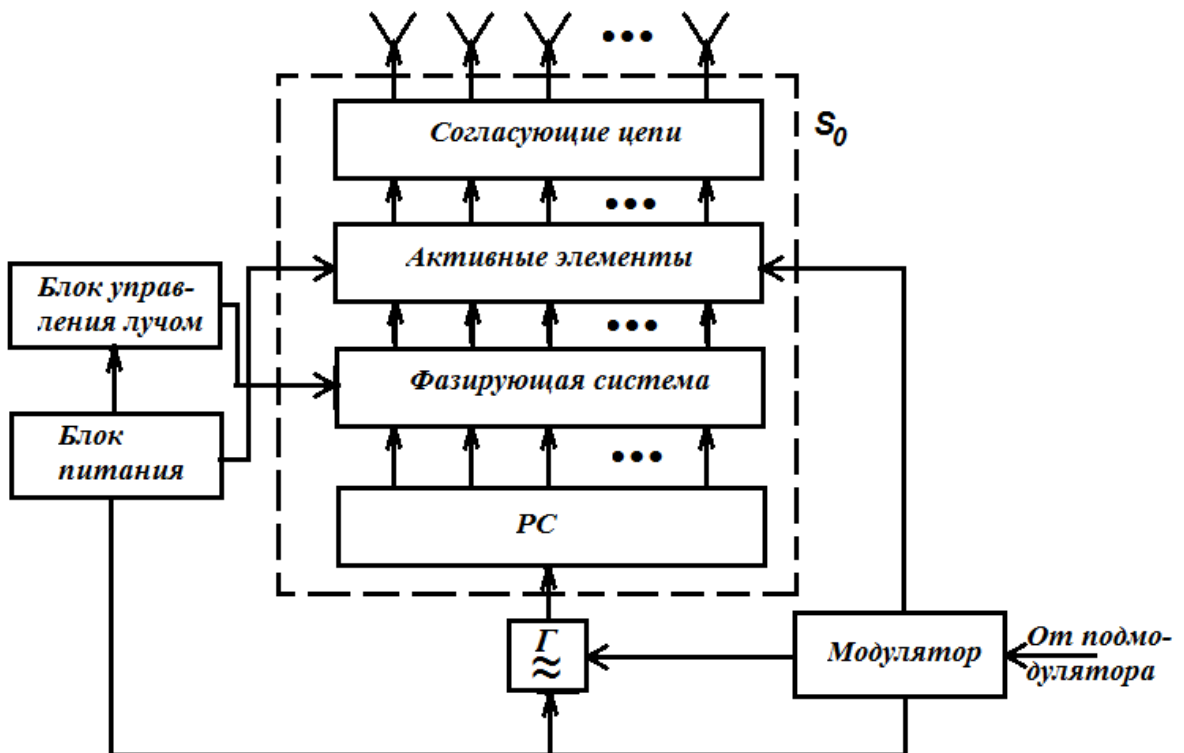 Согласующие цепи
S0
Активные элементы
Блок управ-
ления лучом
Фазирующая система
Блок
питания
РС
Г
≈
Модулятор
От подмо-
дулятора